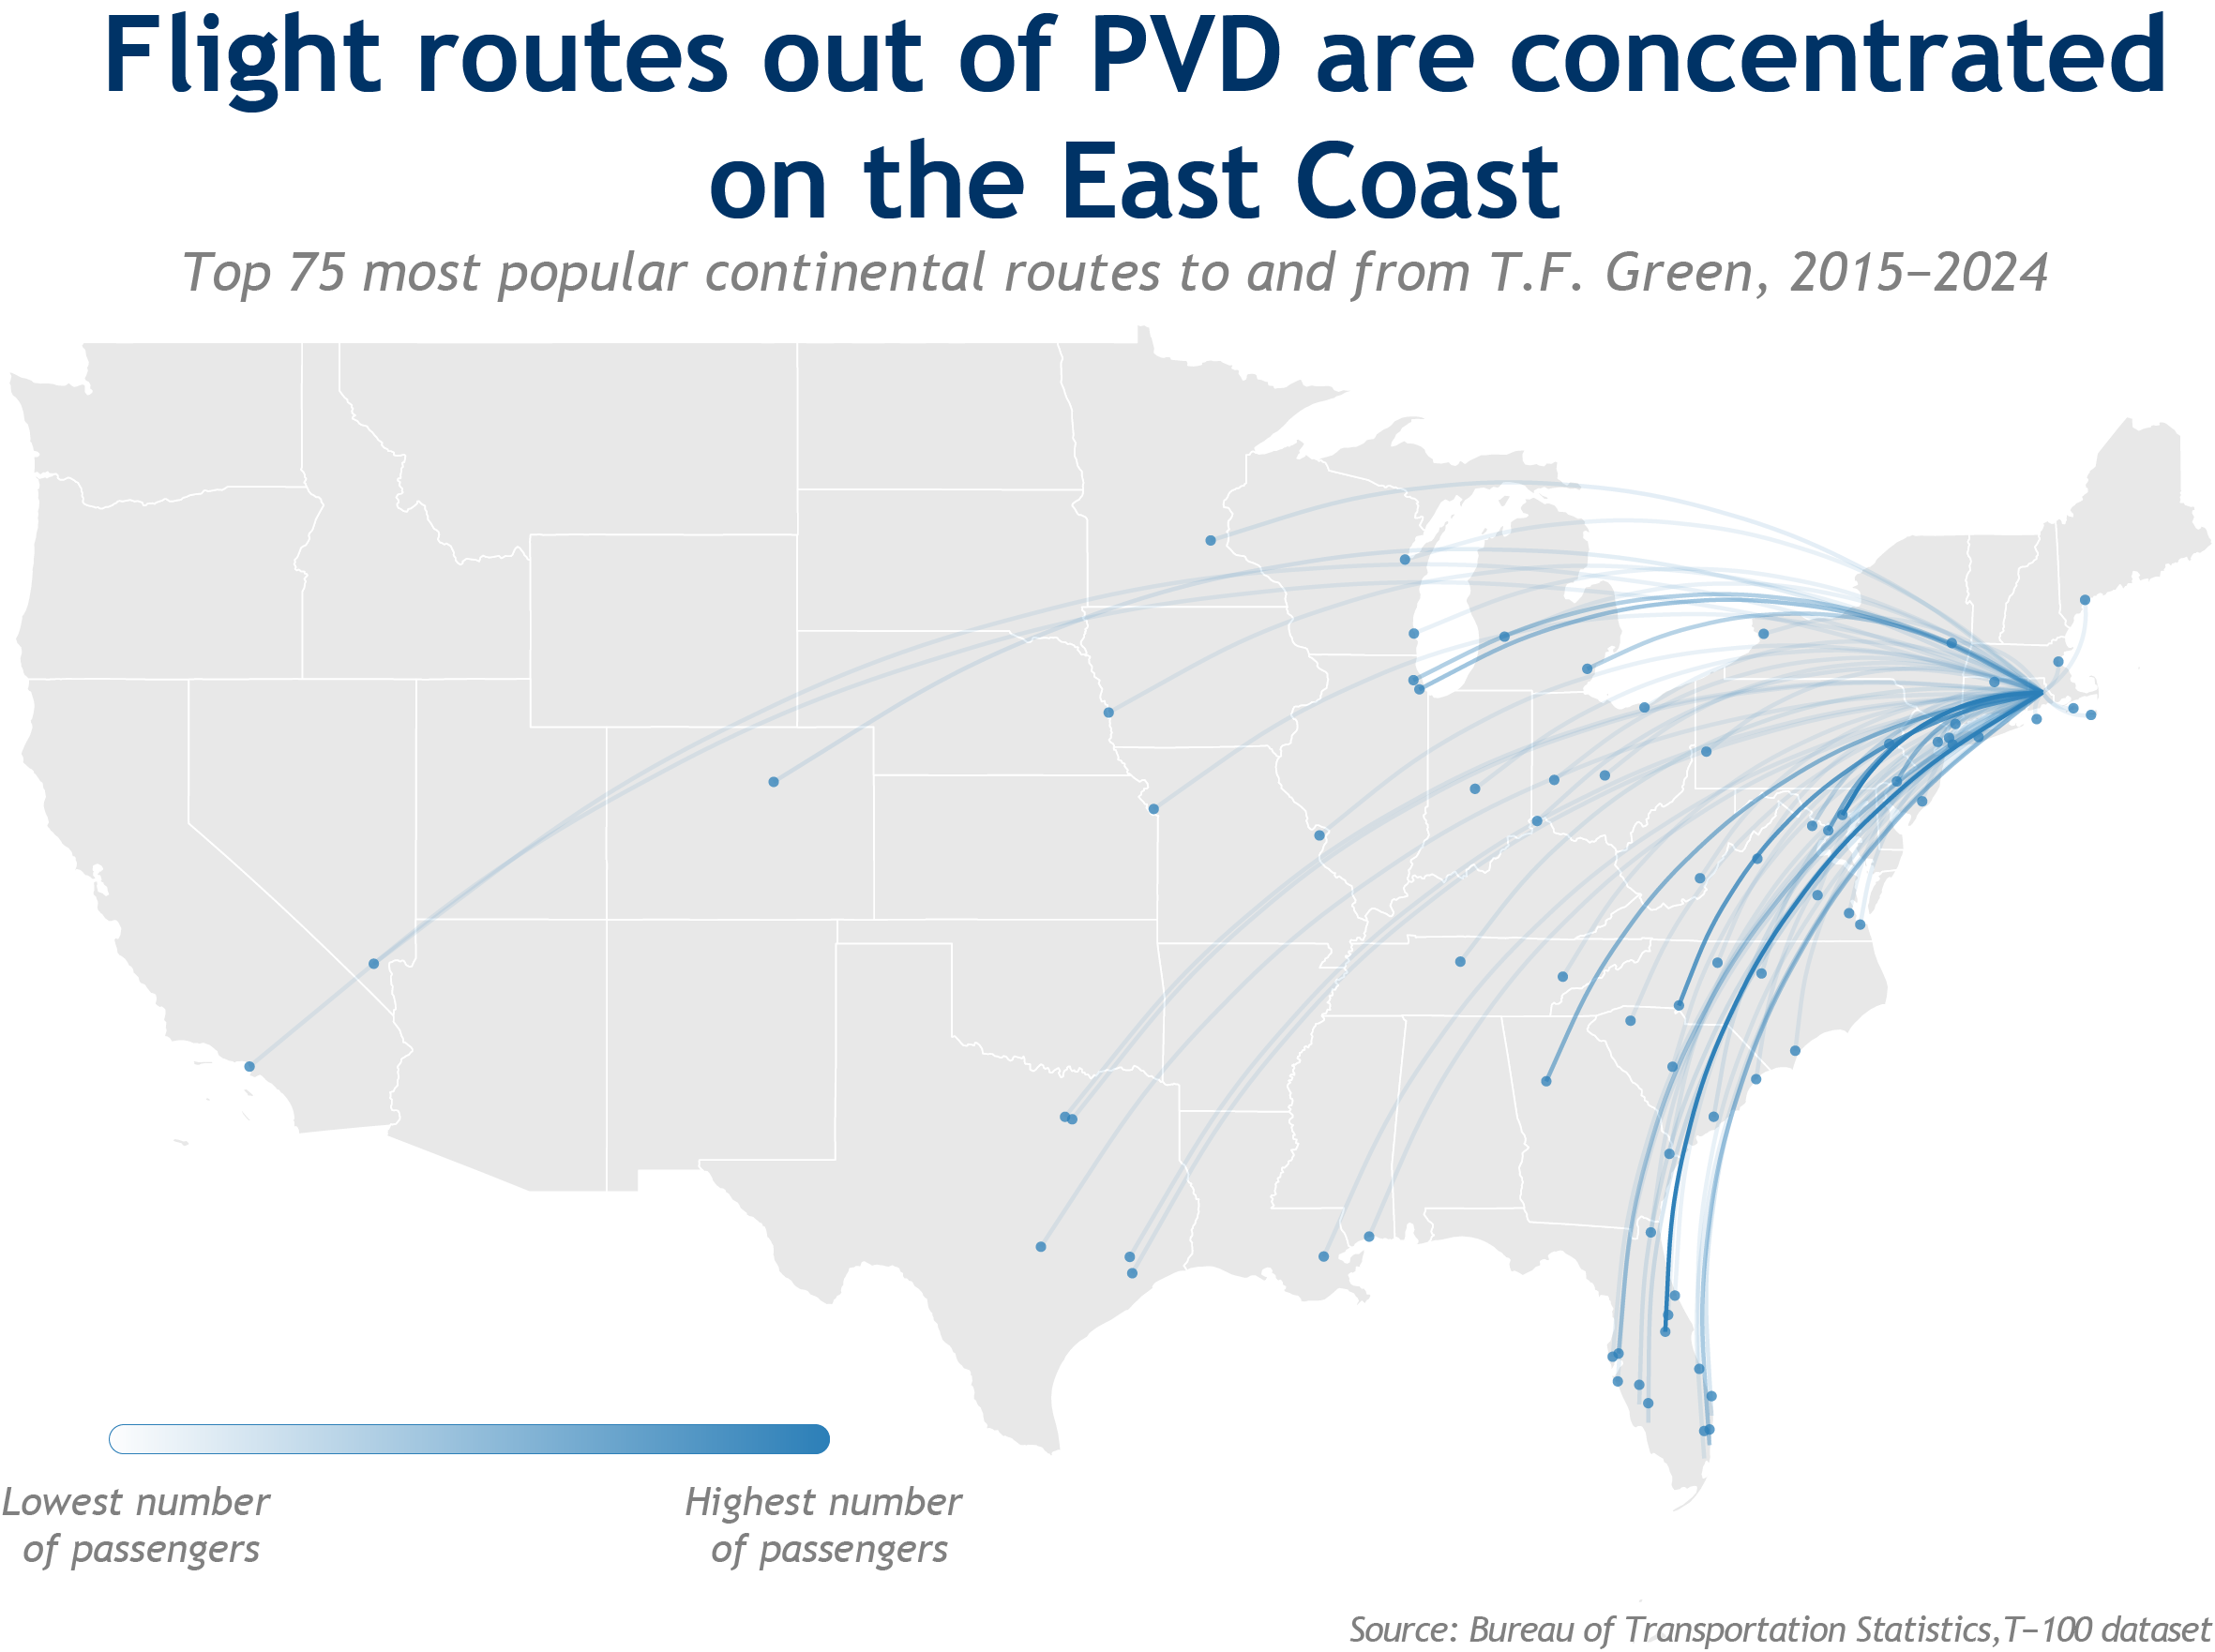 Flight routes out of PVD are concentrated
on the East Coast
Top 75 most popular continental routes to and from T.F. Green, 2015–2024
Lowest number
of passengers
Highest number
of passengers
Source: Bureau of Transportation Statistics,T–100 dataset